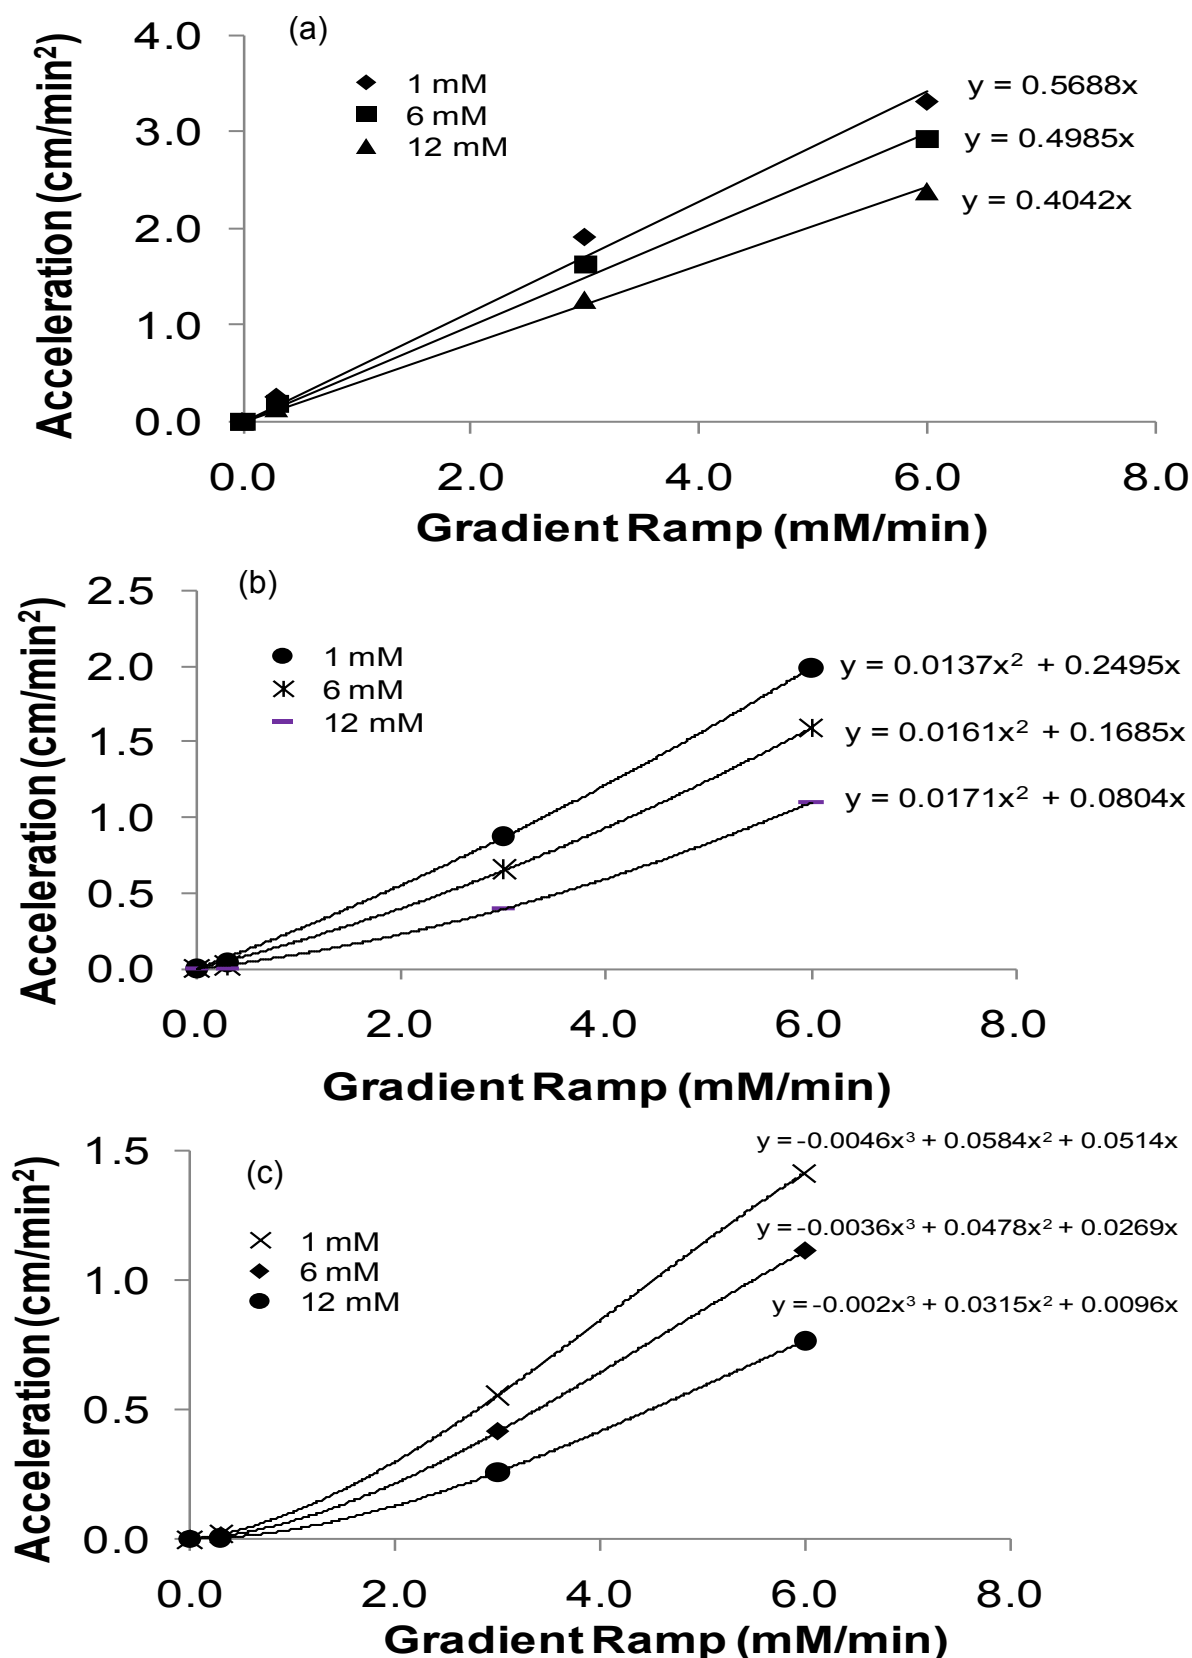 (a)
Acceleration (cm/min²)
4.0
3.0
2.0
1.0
0.0
1 mM
6 mM
12 mM
y = 0.5688x
y = 0.4985x
y = 0.4042x
0.0 2.0 4.0 6.0 8.0
Gradient Ramp (mM/min)
(b)
Acceleration (cm/min²)
2.5
2.0
1.5
1.0
0.5
0.0
1 mM
6 mM
12 mM
y = 0.0137x² + 0.2495x
y = 0.0161x² + 0.1685x
y = 0.0171x² + 0.0804x
0.0 2.0 4.0 6.0 8.0
Gradient Ramp (mM/min)
(c)
Acceleration (cm/min²)
1.5
1.0
0.5
0.0
1 mM
6 mM
12 mM
y = -0.0046x³ + 0.0584x² + 0.0514x
y = -0.0036x³ + 0.0478x² + 0.0269x
y = -0.002x³ + 0.0315x² + 0.0096x
0.0 2.0 4.0 6.0 8.0
Gradient Ramp (mM/min)